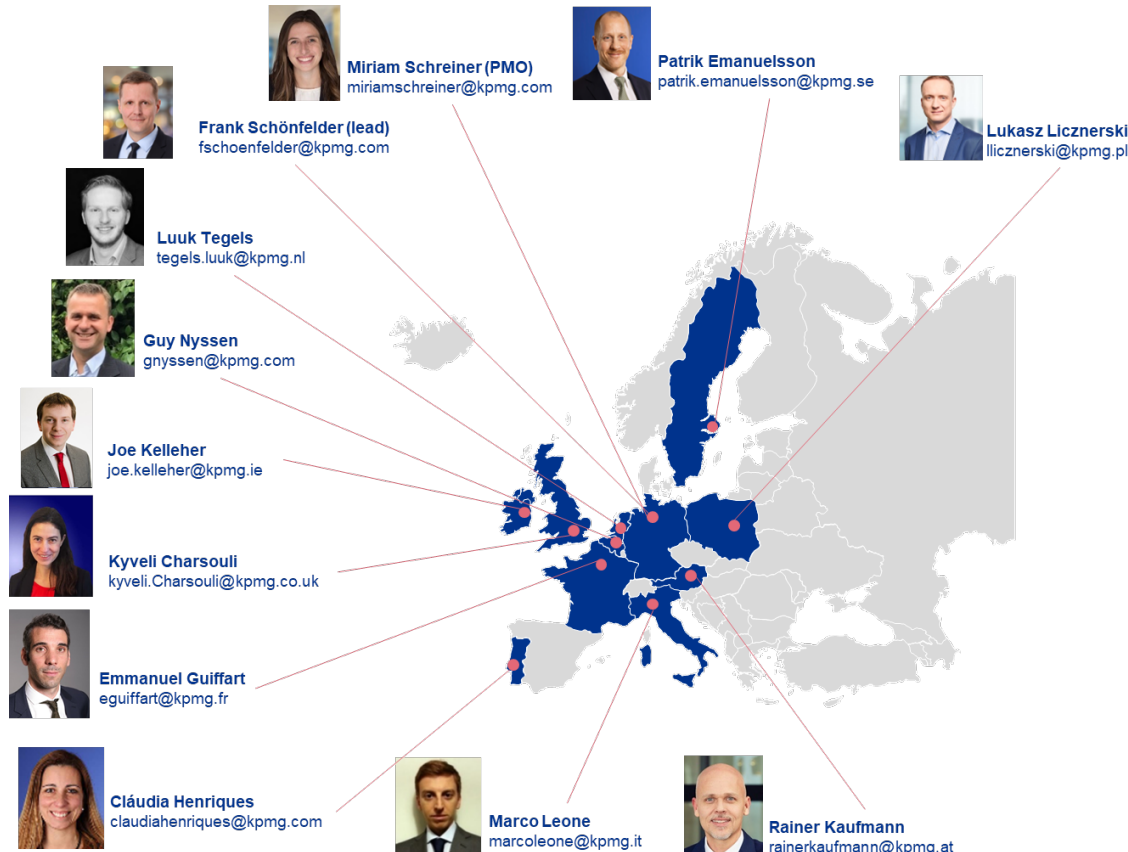 Miriam Schreiner (PMO)
miriamschreiner@kpmg.com
Patrik Emanuelsson
patrik.emanuelsson@kpmg.se
Frank Schönfelder (lead)
fschoenfelder@kpmg.com
Lukasz Licznerski
llicznerski@kpmg.pl
Luuk Tegels
tegels.luuk@kpmg.nl
Guy Nyssen
gnyssen@kpmg.com
Joe Kelleher
joe.kelleher@kpmg.ie
Kyveli Charsouli
kyveli.Charsouli@kpmg.co.uk
Emmanuel Guiffart
eguiffart@kpmg.fr
Cláudia Henriques
claudiahenriques@kpmg.com
Marco Leone
marcoleone@kpmg.it
Rainer Kaufmann
rainerkaufmann@kpmg.at